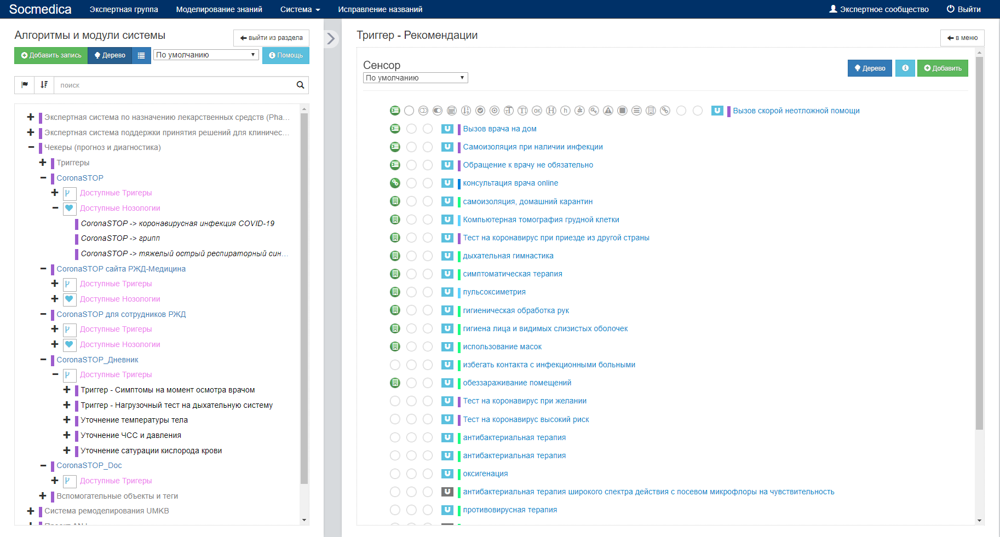 Socmedica Экспертная группа Моделирование знаний Система Исправление названий Экспертное сообщество Выйти
Алгоритмы и модули системы
выйти из раздела
Добавить запись Дерево По умолчанию Помощь
поиск
Экспертная система по назначению лекарственных средств (Pha...
Экспертная система поддержки принятия решений для клиничес...
Чекеры (прогноз и диагностика)
Триггеры
CoronaSTOP
Доступные Тригеры
Доступные Нозологии
CoronaSTOP -> коронавирусная инфекция COVID-19
CoronaSTOP -> грипп
CoronaSTOP -> тяжелый острый респираторный син...
CoronaSTOP сайта РЖД-Медицина
Доступные Тригеры
Доступные Нозологии
CoronaSTOP для сотрудников РЖД
Доступные Тригеры
Доступные Нозологии
CoronaSTOP_Дневник
Доступные Тригеры
Триггер - Симптомы на момент осмотра врачом
Триггер - Нагрузочный тест на дыхательную систему
Уточнение температуры тела
Уточнение ЧСС и давления
Уточнение сатурации кислорода крови
CoronaSTOP_Doc
Доступные Тригеры
Вспомогательные объекты и теги
Система ремоделирования UMKB
Триггер - Рекомендации
в меню
Сенсор
По умолчанию
Дерево Добавить
Вызов скорой неотложной помощи
Вызов врача на дом
Самоизоляция при наличии инфекции
Обращение к врачу не обязательно
консультация врача online
самоизоляция, домашний карантин
Компьютерная томография грудной клетки
Тест на коронавирус при приезде из другой страны
дыхательная гимнастика
симптоматическая терапия
пульсоксиметрия
гигиеническая обработка рук
гигиена лица и видимых слизистых оболочек
использование масок
избегать контакта с инфекционными больными
обеззараживание помещений
Тест на коронавирус при желании
Тест на коронавирус высокий риск
антибактериальная терапия
антибактериальная терапия
оксигенация
антибактериальная терапия широкого спектра действия с посевом микрофлоры на чувствительность
противовирусная терапия